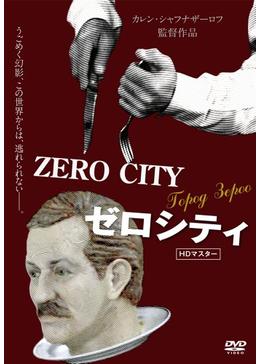 カレン・シャフナザーロフ
監督作品
うごめく幻影、この世界からは、逃れられない――。
ZERO CITY
Город Зеро
ゼロシティ
HDマスター
DVD
VIDEO